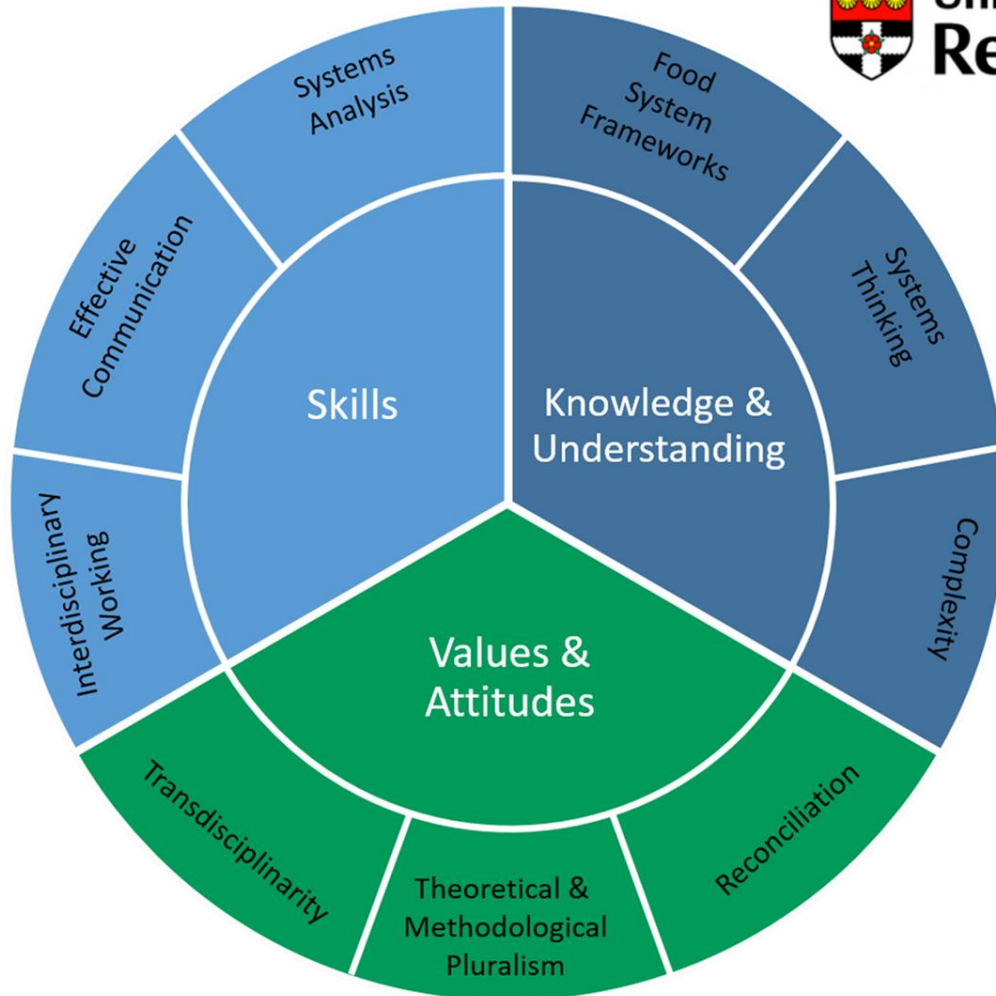 Re
Systems
Analysis
Food
System
Frameworks
Effective
Communication
Systems
Thinking
Skills
Knowledge &
Understanding
Interdisciplinary
Working
Complexity
Values &
Attitudes
Transdisciplinarity
Theoretical &
Methodological
Pluralism
Reconciliation